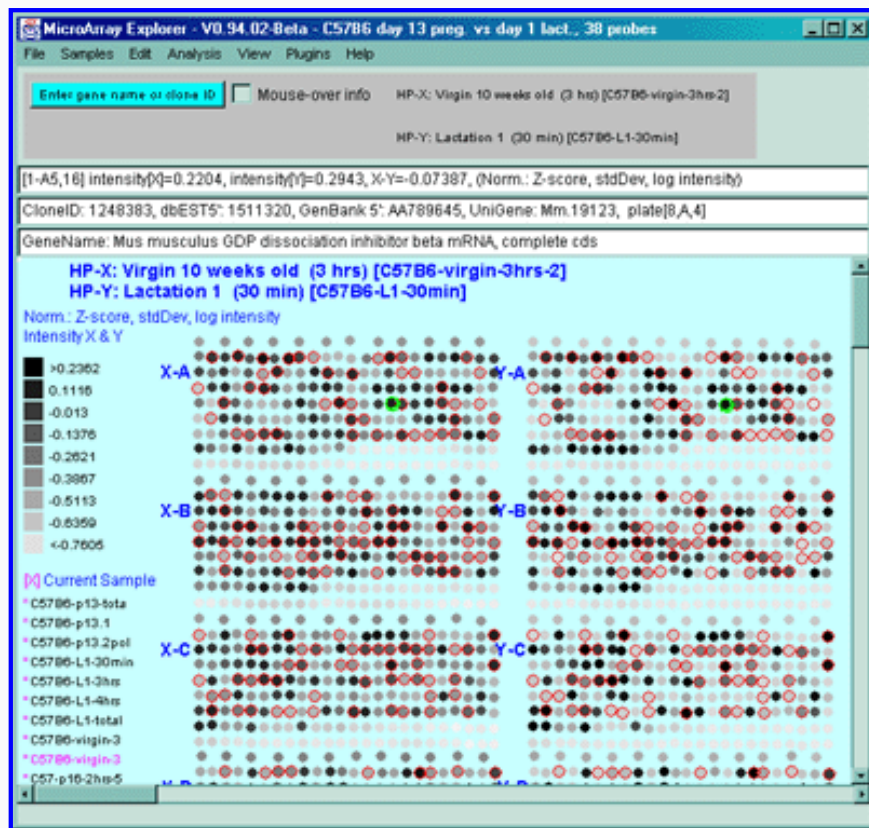 MicroArray Explorer - V0.94.02-Beta - C57B6 day 13 preg. vs day 1 lact., 38 probes
File Samples Edit Analysis View Plugins Help
Enter gene name or clone ID Mouse-over info HP-X: Virgin 10 weeks old (3 hrs) [C57B6-virgin-3hrs-2]
HP-Y: Lactation 1 (30 min) [C57B6-L1-30min]
[1-A5,16] intensity[X]=0.2204, intensity[Y]=0.2943, X-Y=-0.07387, (Norm.: Z-score, stdDev, log intensity)
CloneID: 1248383, dbEST5': 1511320, GenBank 5': AA789645, UniGene: Mm.19123, plate[8,A,4]
GeneName: Mus musculus GDP dissociation inhibitor beta mRNA, complete cds
HP-X: Virgin 10 weeks old (3 hrs) [C57B6-virgin-3hrs-2]
HP-Y: Lactation 1 (30 min) [C57B6-L1-30min]
Norm.: Z-score, stdDev, log intensity
Intensity X & Y
>0.2362
X-A Y-A
0.1116
-0.013
-0.1376
-0.2621
-0.3867
-0.5113
X-B Y-B
-0.6359
<-0.7605
[X] Current Sample
*C57B6-p13-tota
*C57B6-p13.1
*C57B6-p13.2pol
X-C Y-C
*C57B6-L1-30min
*C57B6-L1-3hrs
*C57B6-L1-4hrs
*C57B6-L1-total
*C57B6-virgin-3
*C57B6-virgin-3
*C57-p16-2hrs-5